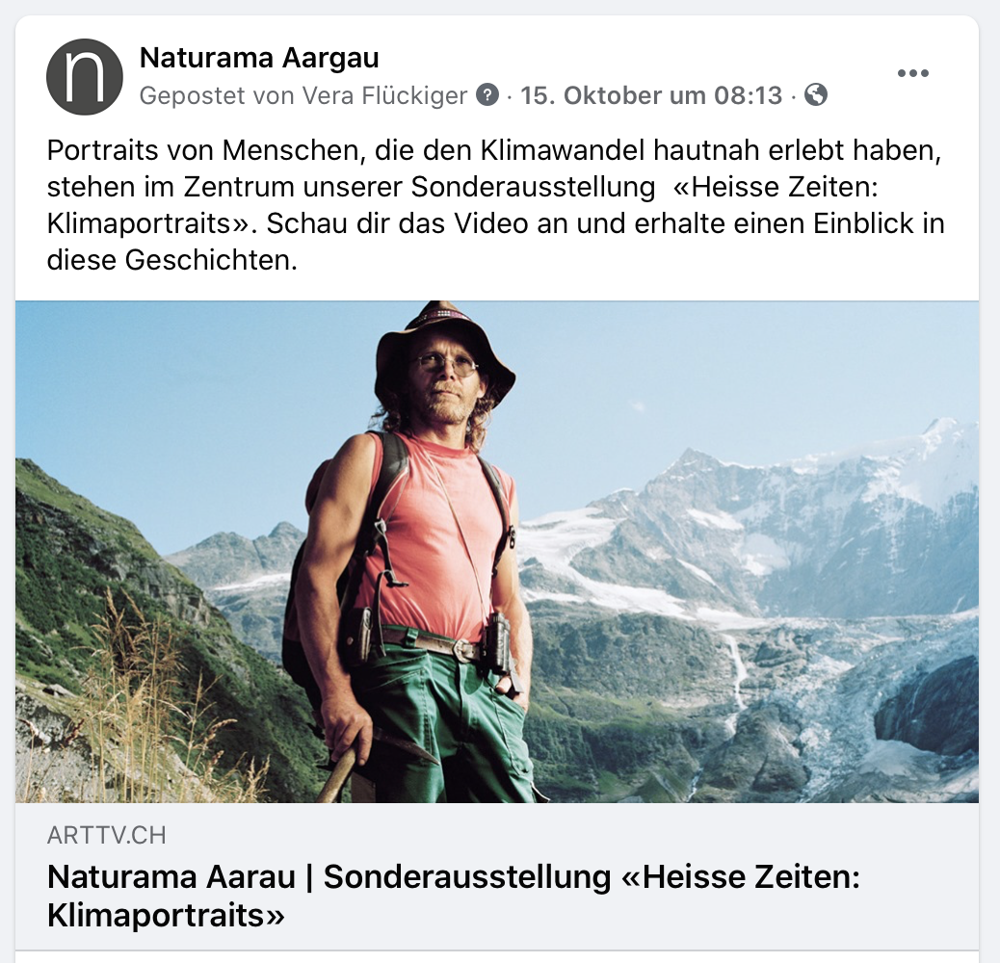 n
Naturama Aargau
Gepostet von Vera Flückiger ? · 15. Oktober um 08:13 ·
Portraits von Menschen, die den Klimawandel hautnah erlebt haben,
stehen im Zentrum unserer Sonderausstellung «Heisse Zeiten:
Klimaportraits». Schau dir das Video an und erhalte einen Einblick in
diese Geschichten.
ARTTV.CH
Naturama Aarau | Sonderausstellung «Heisse Zeiten:
Klimaportraits»